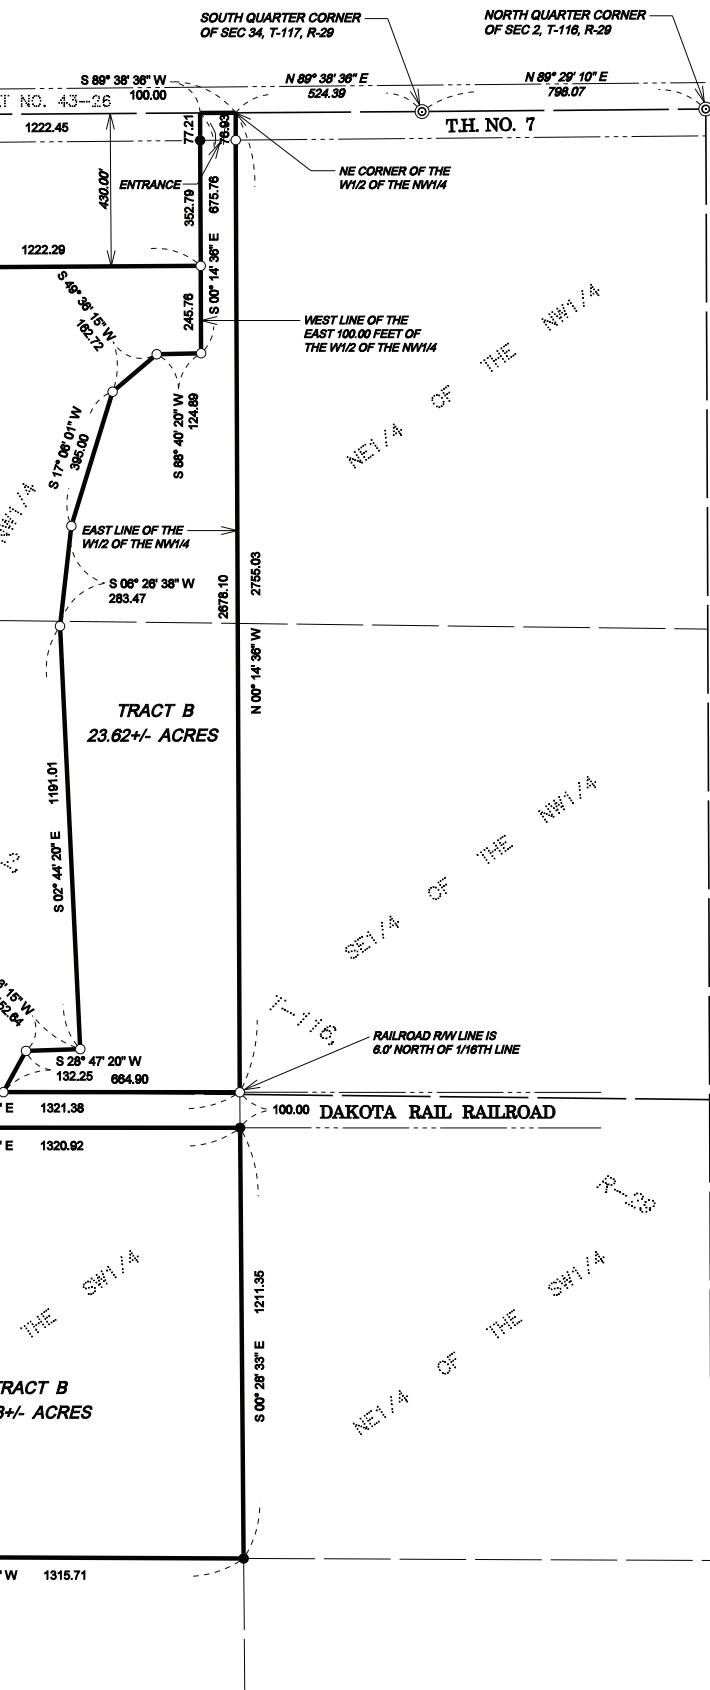 SOUTH QUARTER CORNER
OF SEC 34, T-117, R-29
NORTH QUARTER CORNER
OF SEC 2, T-116, R-29
S 89° 38' 36" W
100.00
N 89° 38' 36" E
524.39
N 89° 29' 10" E
798.07
T NO. 43-26
1222.45
77.21
76.93
T.H. NO. 7
430.00'
ENTRANCE
352.79
675.76
NE CORNER OF THE
W1/2 OF THE NW1/4
1222.29
S 00° 14' 36" E
245.76
S 49° 36' 15" W
162.72
WEST LINE OF THE
EAST 100.00 FEET OF
THE W1/2 OF THE NW1/4
NE1/4 OF THE NW1/4
S 88° 40' 20" W
124.89
S 17° 06' 01" W
395.00
NW1/4
EAST LINE OF THE
W1/2 OF THE NW1/4
S 06° 26' 38" W
283.47
2678.10
2755.03
N 00° 14' 36" W
TRACT B
23.62+/- ACRES
1191.01
S 02° 44' 20" E
SE1/4 OF THE NW1/4
2,
' 15" W
52.64
T-116,
S 28° 47' 20" W
132.25
664.90
RAILROAD R/W LINE IS
6.0' NORTH OF 1/16TH LINE
' E 1321.38
100.00
DAKOTA RAIL RAILROAD
' E 1320.92
R-29
THE SW1/4
1211.35
S 00° 28' 33" E
NE1/4 OF THE SW1/4
TRACT B
+/- ACRES
' W 1315.71